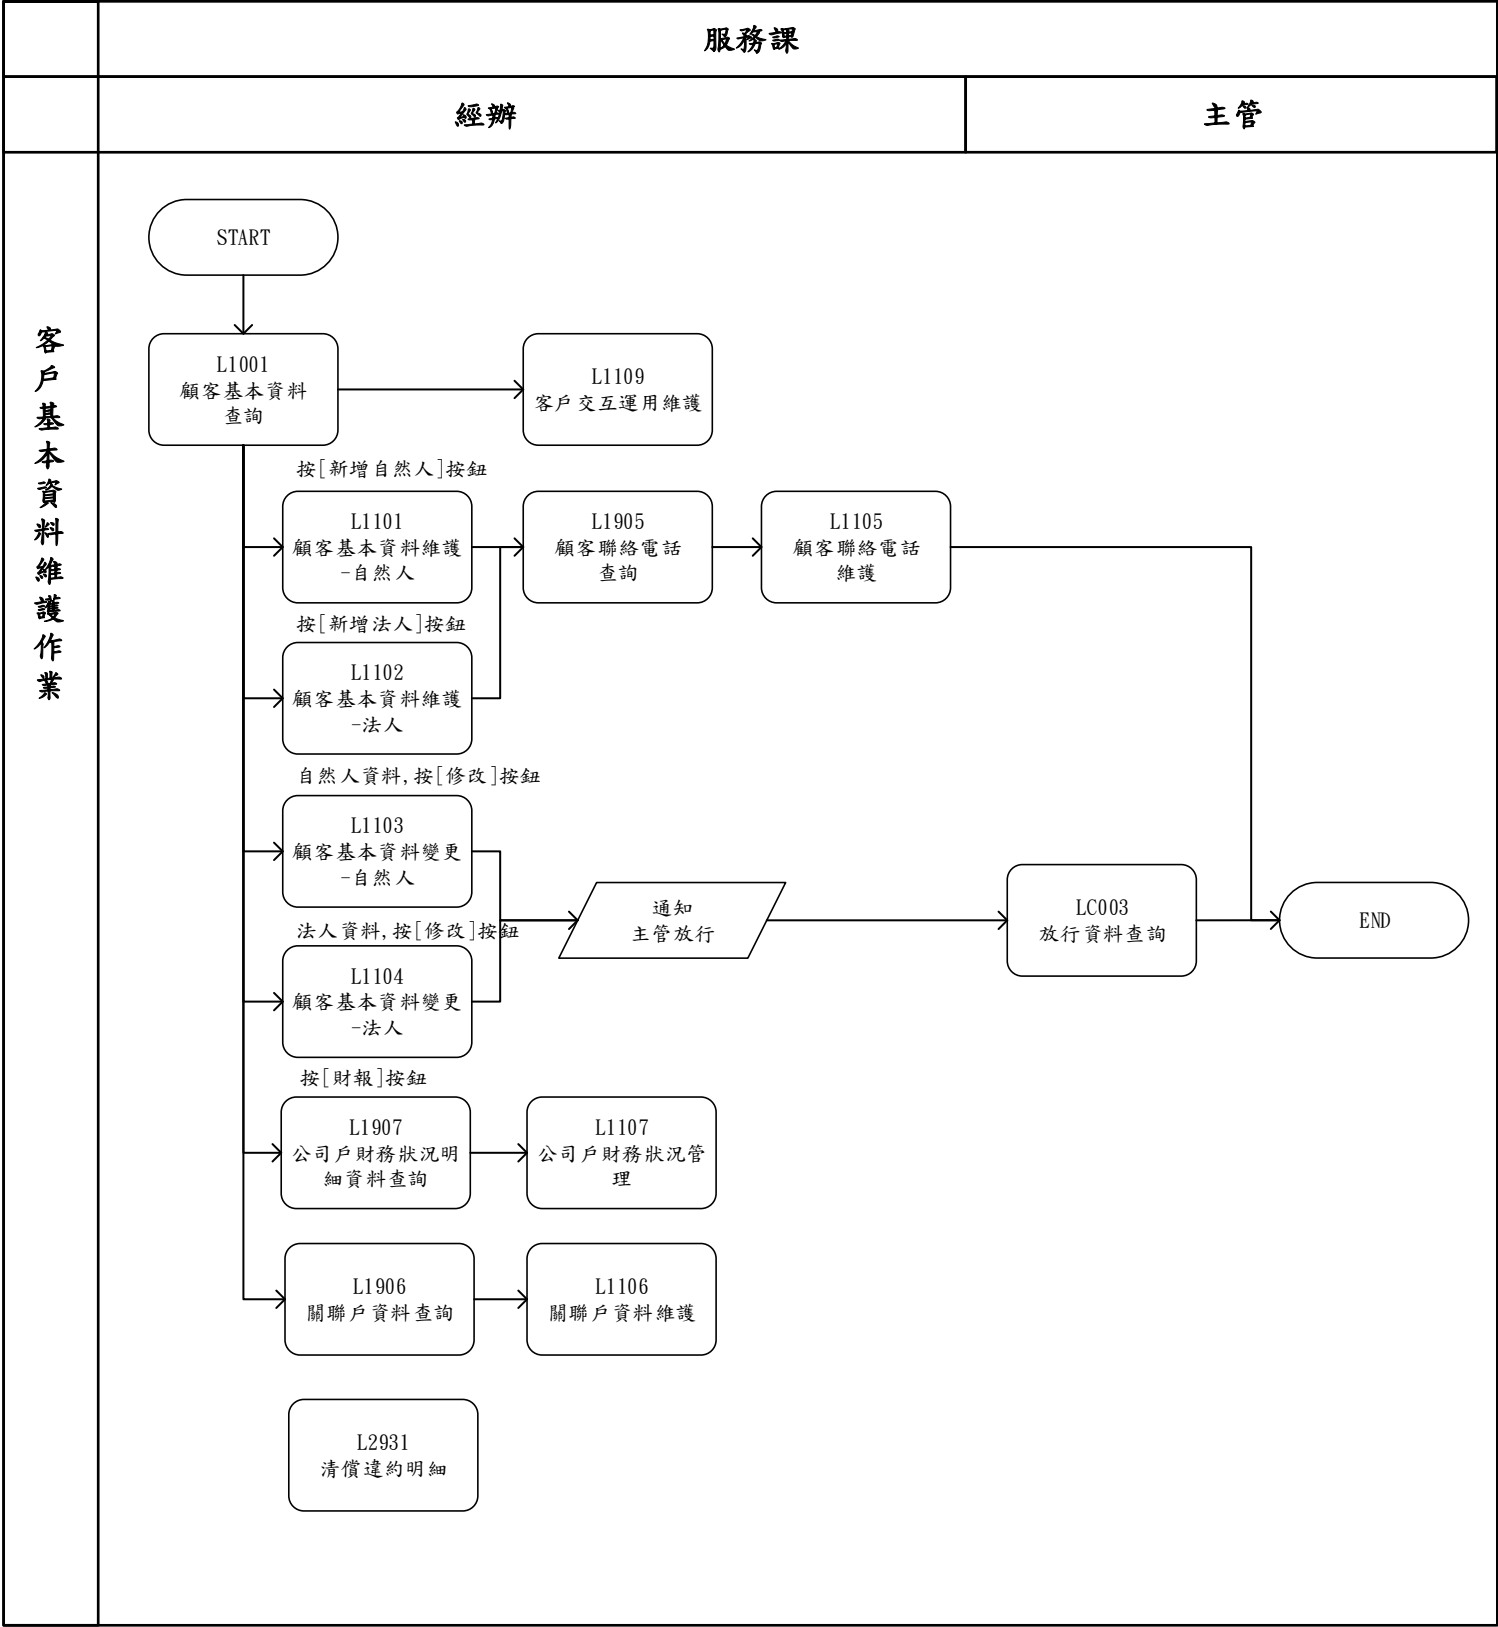 服務課
經辦
主管
客戶基本資料維護作業
START
L1001
顧客基本資料
查詢
L1109
客戶交互運用維護
按[新增自然人]按鈕
L1101
顧客基本資料維護
-自然人
L1905
顧客聯絡電話
查詢
L1105
顧客聯絡電話
維護
按[新增法人]按鈕
L1102
顧客基本資料維護
-法人
自然人資料,按[修改]按鈕
L1103
顧客基本資料變更
-自然人
通知
主管放行
LC003
放行資料查詢
END
法人資料,按[修改]按鈕
L1104
顧客基本資料變更
-法人
按[財報]按鈕
L1907
公司戶財務狀況明
細資料查詢
L1107
公司戶財務狀況管
理
L1906
關聯戶資料查詢
L1106
關聯戶資料維護
L2931
清償違約明細